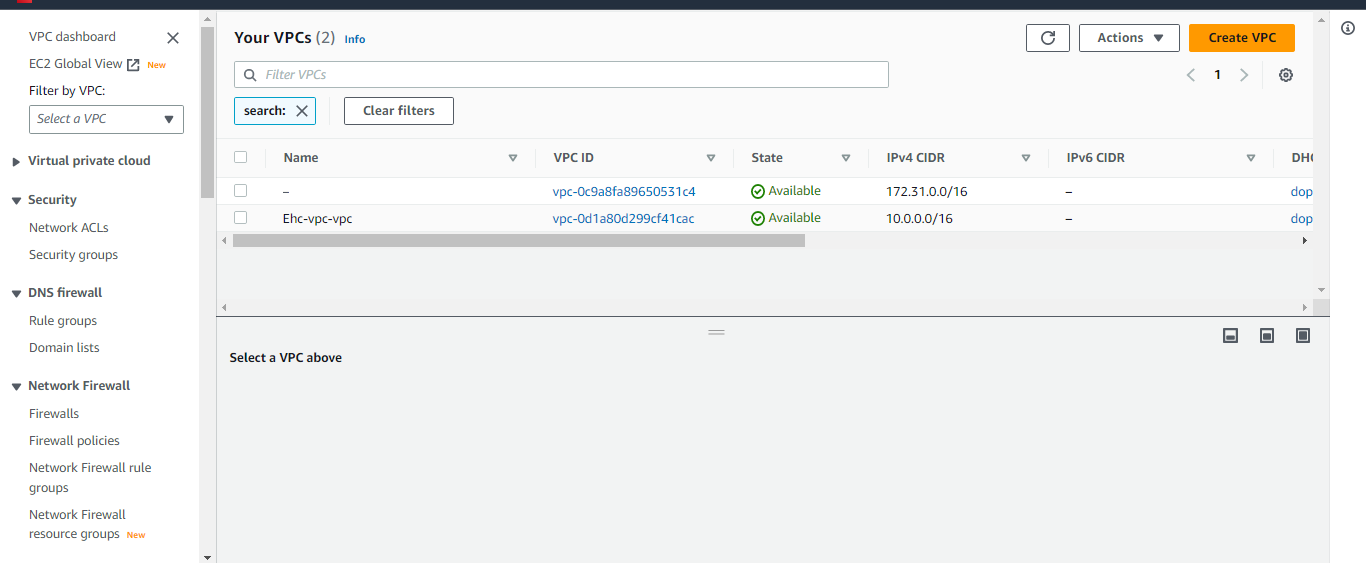 VPC dashboard
EC2 Global View New
Filter by VPC:
Select a VPC
Virtual private cloud
Security
Network ACLs
Security groups
DNS firewall
Rule groups
Domain lists
Network Firewall
Firewalls
Firewall policies
Network Firewall rule
groups
Network Firewall
resource groups New
Your VPCs (2) Info
Actions
Create VPC
Filter VPCs
1
search:
Clear filters
Name VPC ID State IPv4 CIDR IPv6 CIDR DHC
– vpc-0c9a8fa89650531c4 Available 172.31.0.0/16 – dop
Ehc-vpc-vpc vpc-0d1a80d299cf41cac Available 10.0.0.0/16 – dop
Select a VPC above